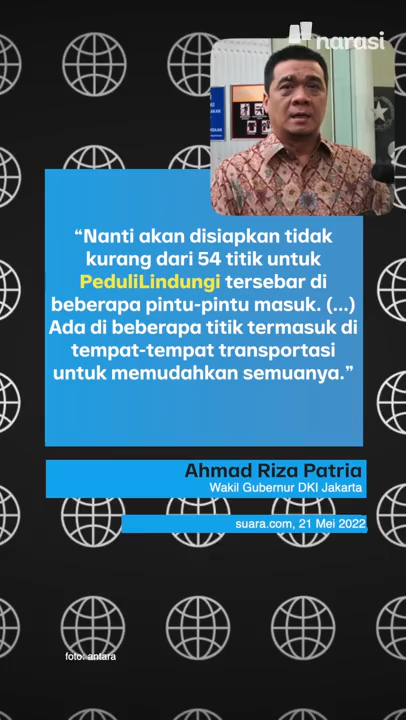 narasi
“Nanti akan disiapkan tidak
kurang dari 54 titik untuk
PeduliLindungi tersebar di
beberapa pintu-pintu masuk. (...)
Ada di beberapa titik termasuk di
tempat-tempat transportasi
untuk memudahkan semuanya.”
Ahmad Riza Patria
Wakil Gubernur DKI Jakarta
suara.com, 21 Mei 2022
foto: antara